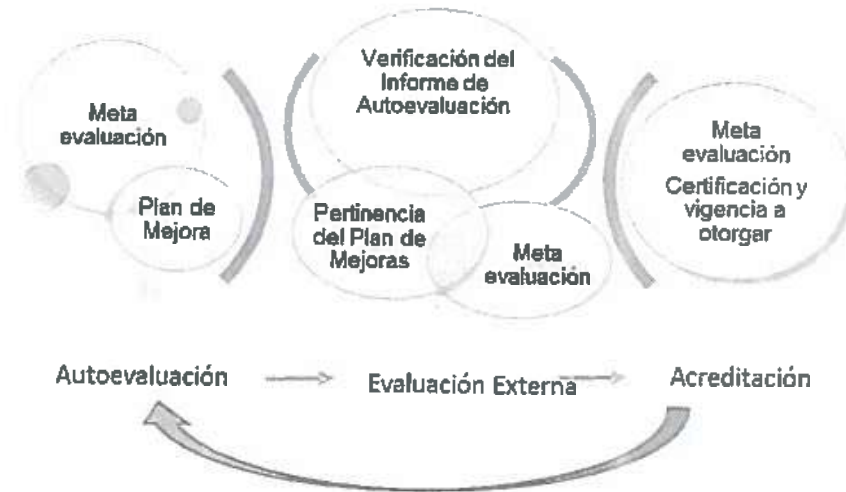 Meta
evaluación
Plan de
Mejora
Verificación del
Informe de
Autoevaluación
Pertinencia
del Plan de
Mejoras
Meta
evaluación
Meta
evaluación
Certificación y
vigencia a
otorgar
Autoevaluación
Evaluación Externa
Acreditación